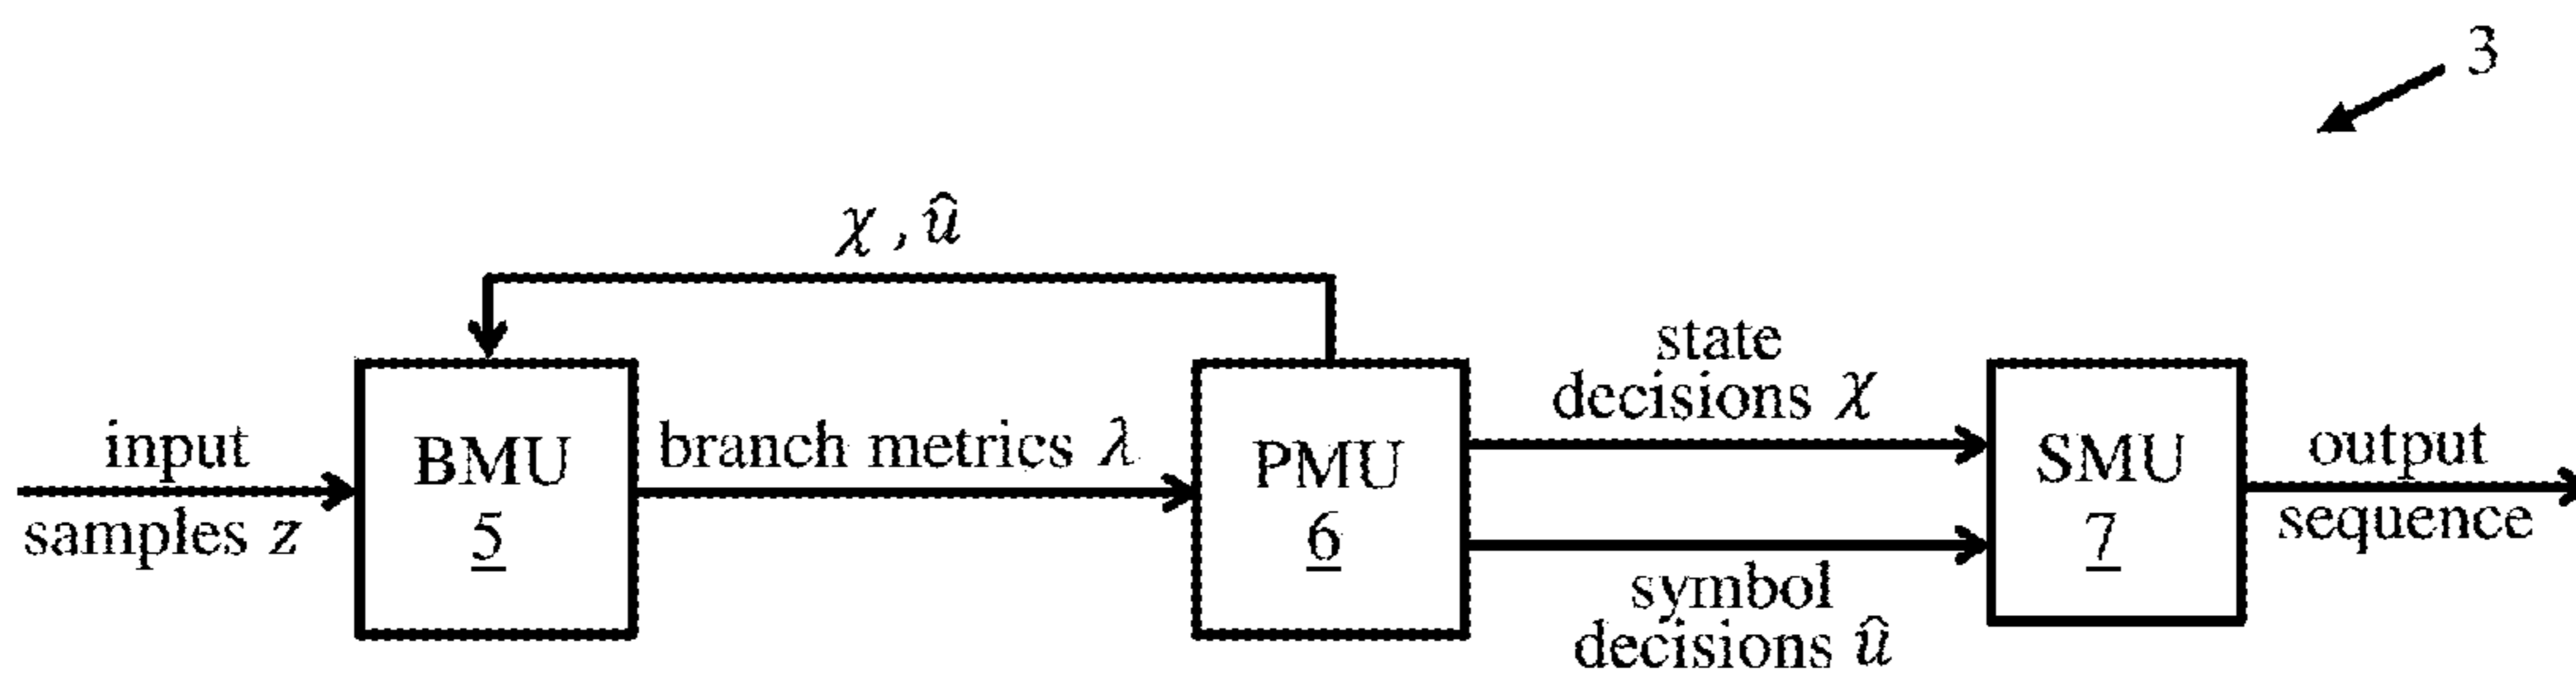 3
χ , û
input
samples z
BMU
5
branch metrics λ
PMU
6
state
decisions χ
symbol
decisions û
SMU
7
output
sequence